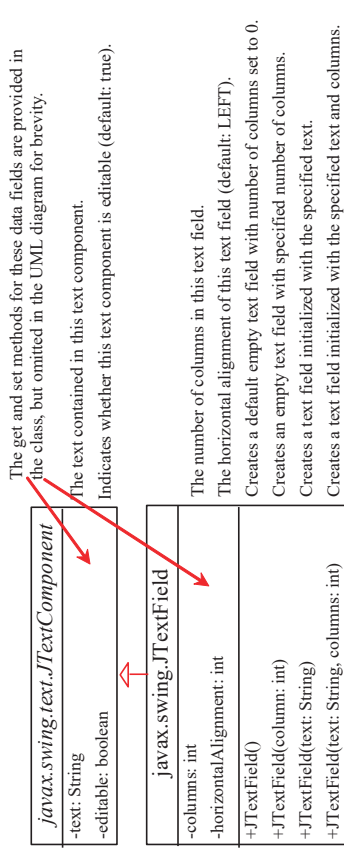 The get and set methods for these data fields are provided in
the class, but omitted in the UML diagram for brevity.
javax.swing.text.JTextComponent
-text: String
The text contained in this text component.
-editable: boolean
Indicates whether this text component is editable (default: true).
javax.swing.JTextField
-columns: int
The number of columns in this text field.
-horizontalAlignment: int
The horizontal alignment of this text field (default: LEFT).
+JTextField()
Creates a default empty text field with number of columns set to 0.
+JTextField(column: int)
Creates an empty text field with specified number of columns.
+JTextField(text: String)
Creates a text field initialized with the specified text.
+JTextField(text: String, columns: int)
Creates a text field initialized with the specified text and columns.